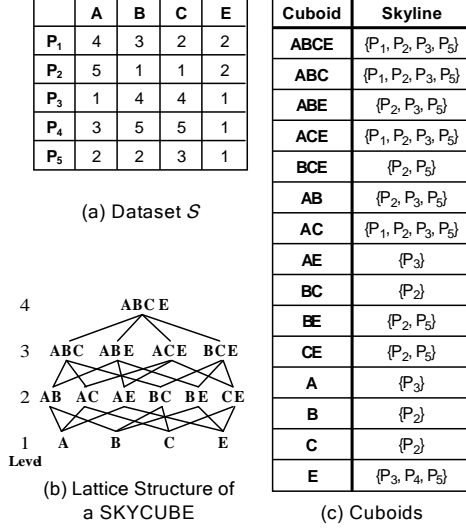 A B C E
P1 4 3 2 2
P2 5 1 1 2
P3 1 4 4 1
P4 3 5 5 1
P5 2 2 3 1
(a) Dataset S
4 ABCE
3 ABC ABE ACE BCE
2 AB AC AE BC BE CE
1 A B C E
Level
(b) Lattice Structure of
a SKYCUBE
Cuboid Skyline
ABCE {P1, P2, P3, P5}
ABC {P1, P2, P3, P5}
ABE {P2, P3, P5}
ACE {P1, P2, P3, P5}
BCE {P2, P5}
AB {P2, P3, P5}
AC {P1, P2, P3, P5}
AE {P3}
BC {P2}
BE {P2, P5}
CE {P2, P5}
A {P3}
B {P2}
C {P2}
E {P3, P4, P5}
(c) Cuboids